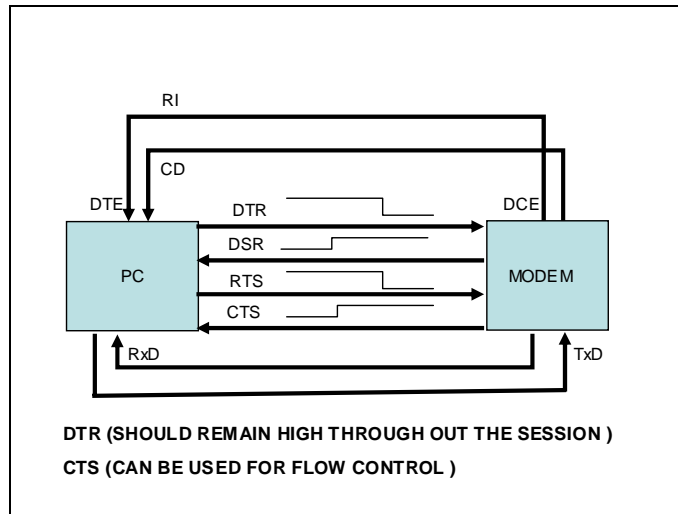 RI
CD
DTE
DCE
DTR
DSR
PC
MODEM
RTS
CTS
RxD
TxD
DTR (SHOULD REMAIN HIGH THROUGH OUT THE SESSION )
CTS (CAN BE USED FOR FLOW CONTROL )